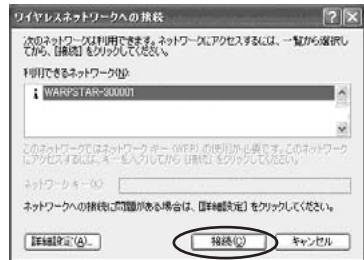 ワイヤレスネットワークへの接続
次のネットワークは利用できます。ネットワークにアクセスするには、一覧から選択し
てから、[接続] をクリックしてください。
利用できるネットワーク(N):
WARPSTAR-300001
このネットワークではネットワーク キー (WEP) の使用が必要です。このネットワーク
にアクセスするには、キーを入力してから [接続] をクリックしてください。
ネットワーク キー(K)
ネットワークへの接続に問題がある場合は、[詳細設定] をクリックしてください。
詳細設定(A)...
接続(C)
キャンセル